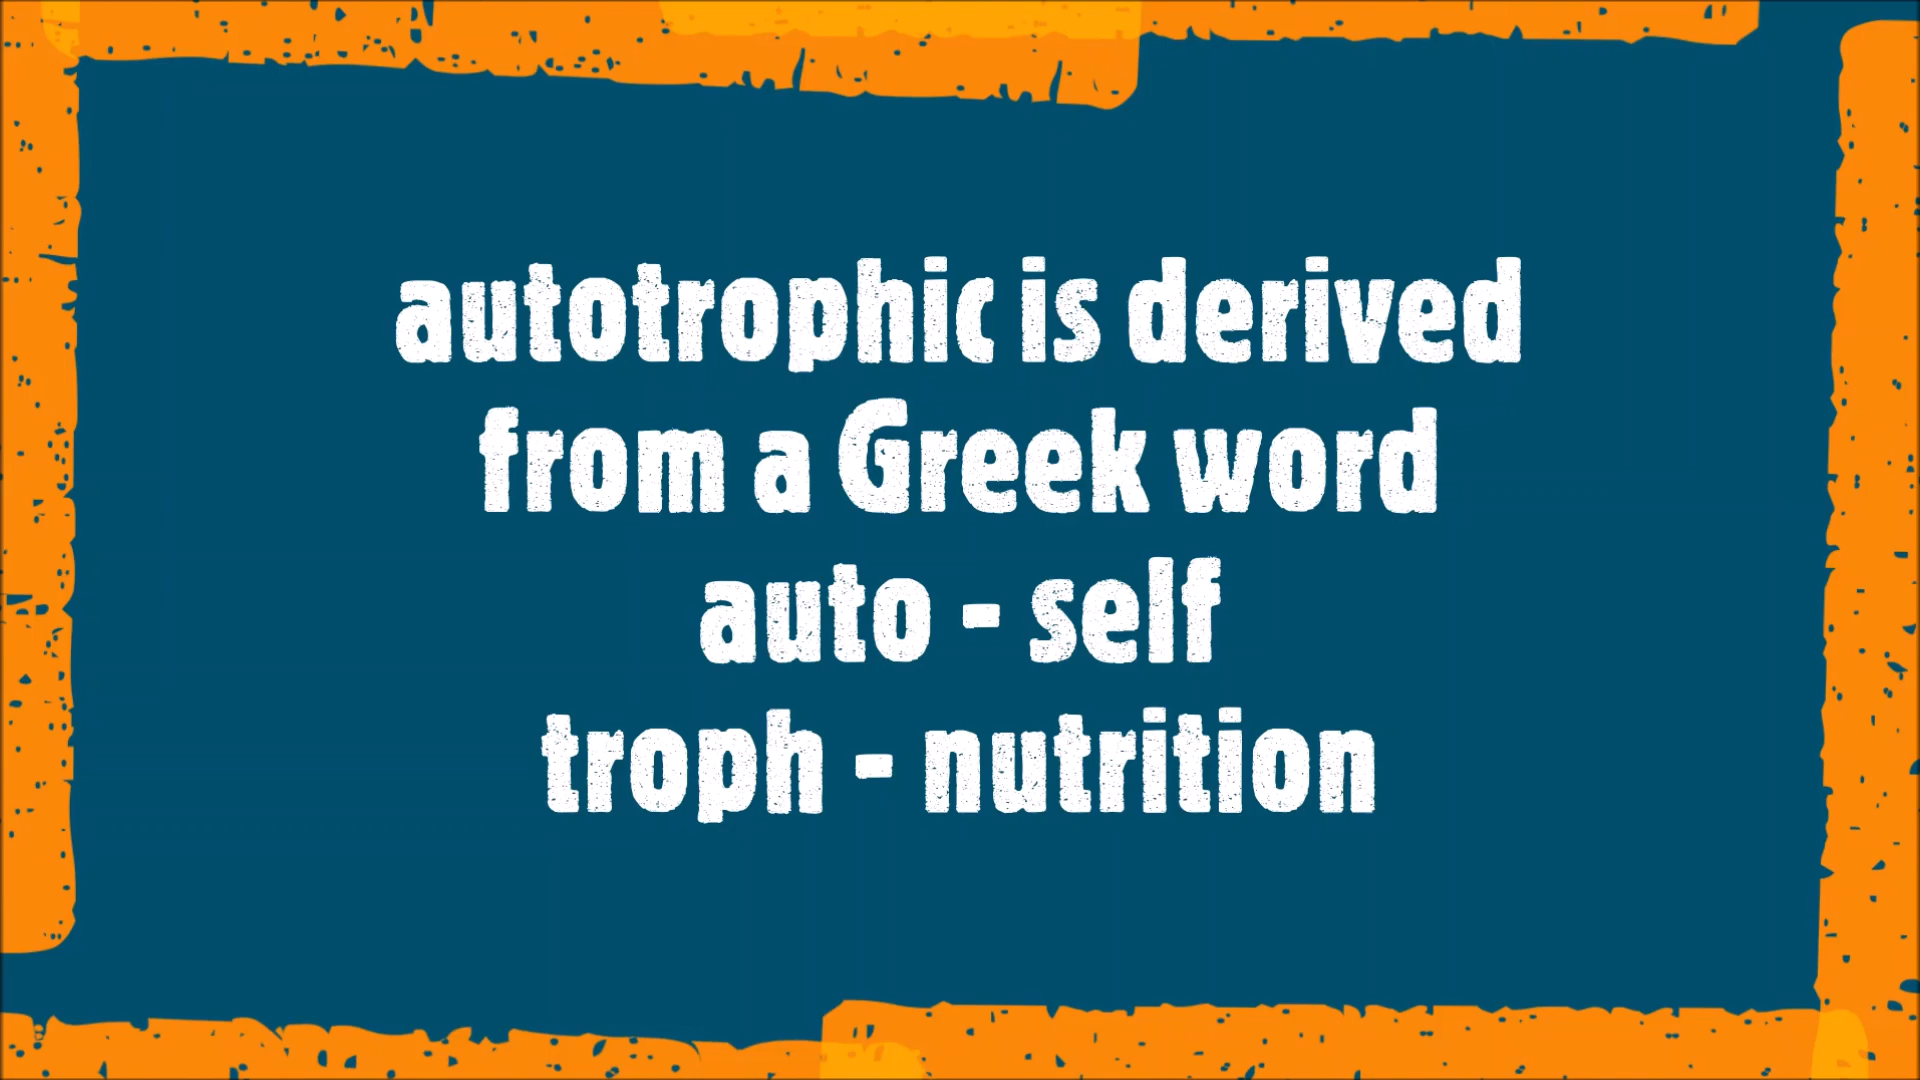 autotrophic is derived
from a Greek word
auto - self
troph - nutrition